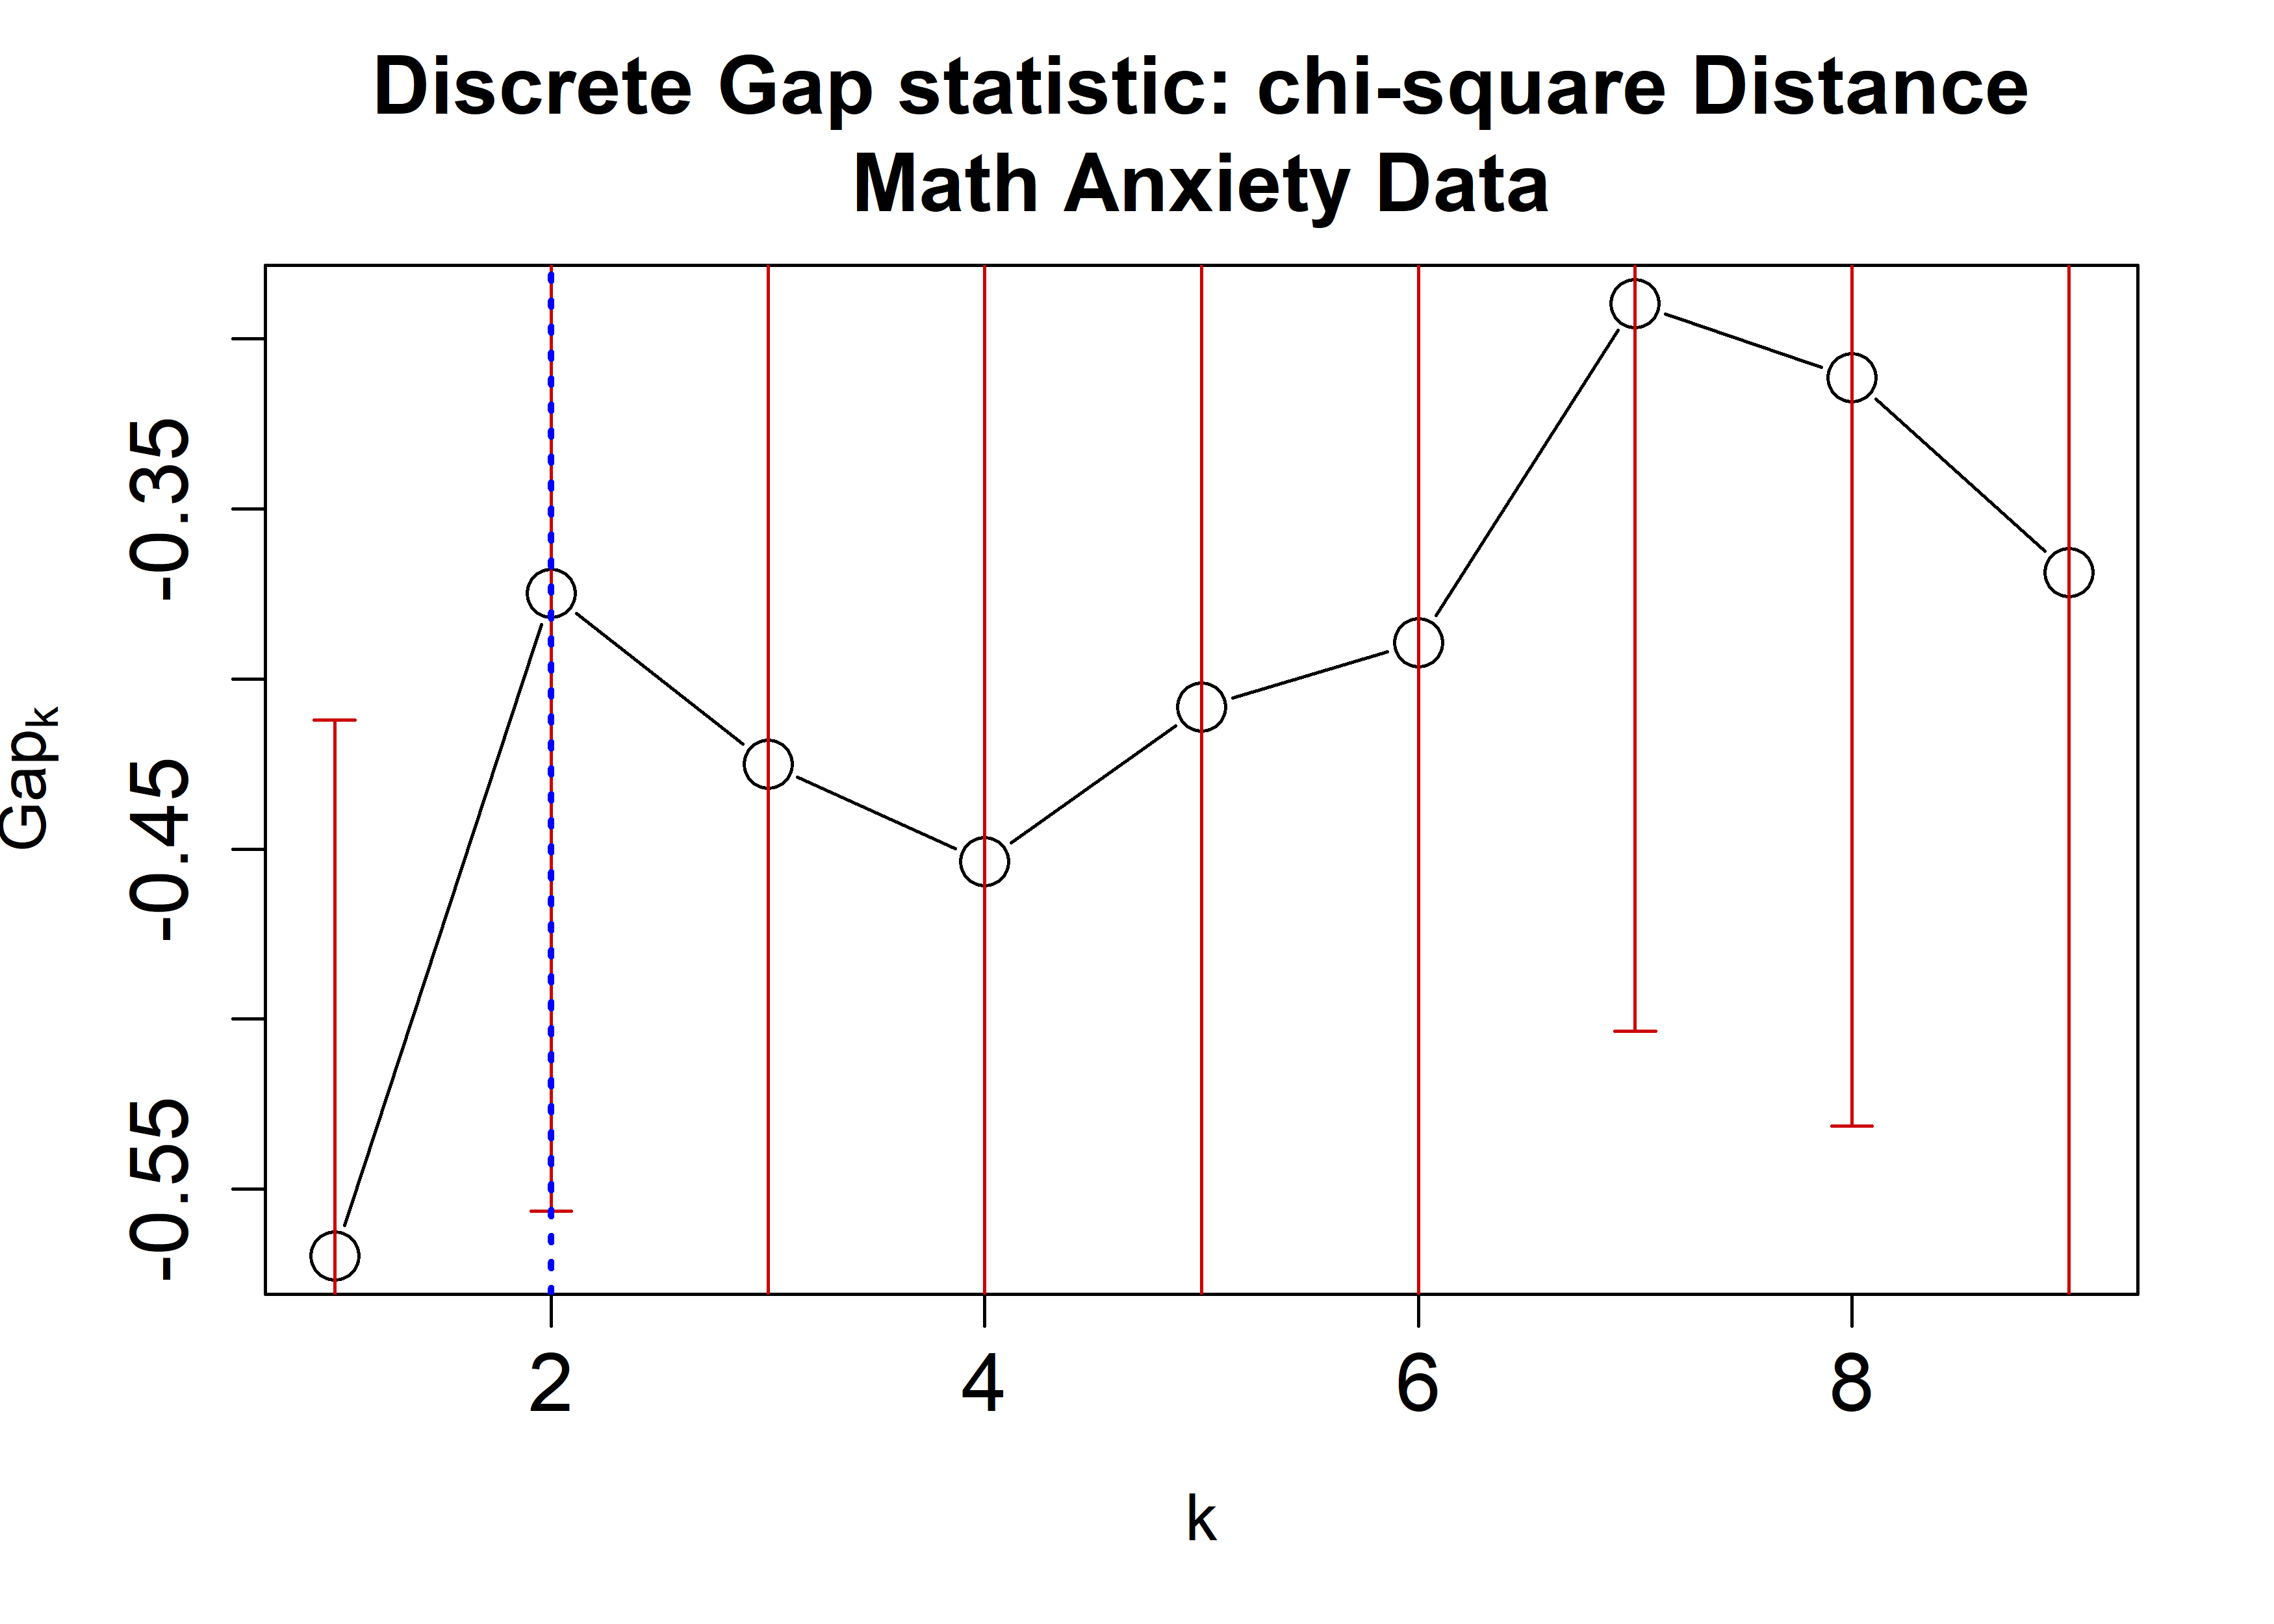 Discrete Gap statistic: chi-square Distance
Math Anxiety Data
-0.35
-0.45
-0.55
Gapk
2 4 6 8
k